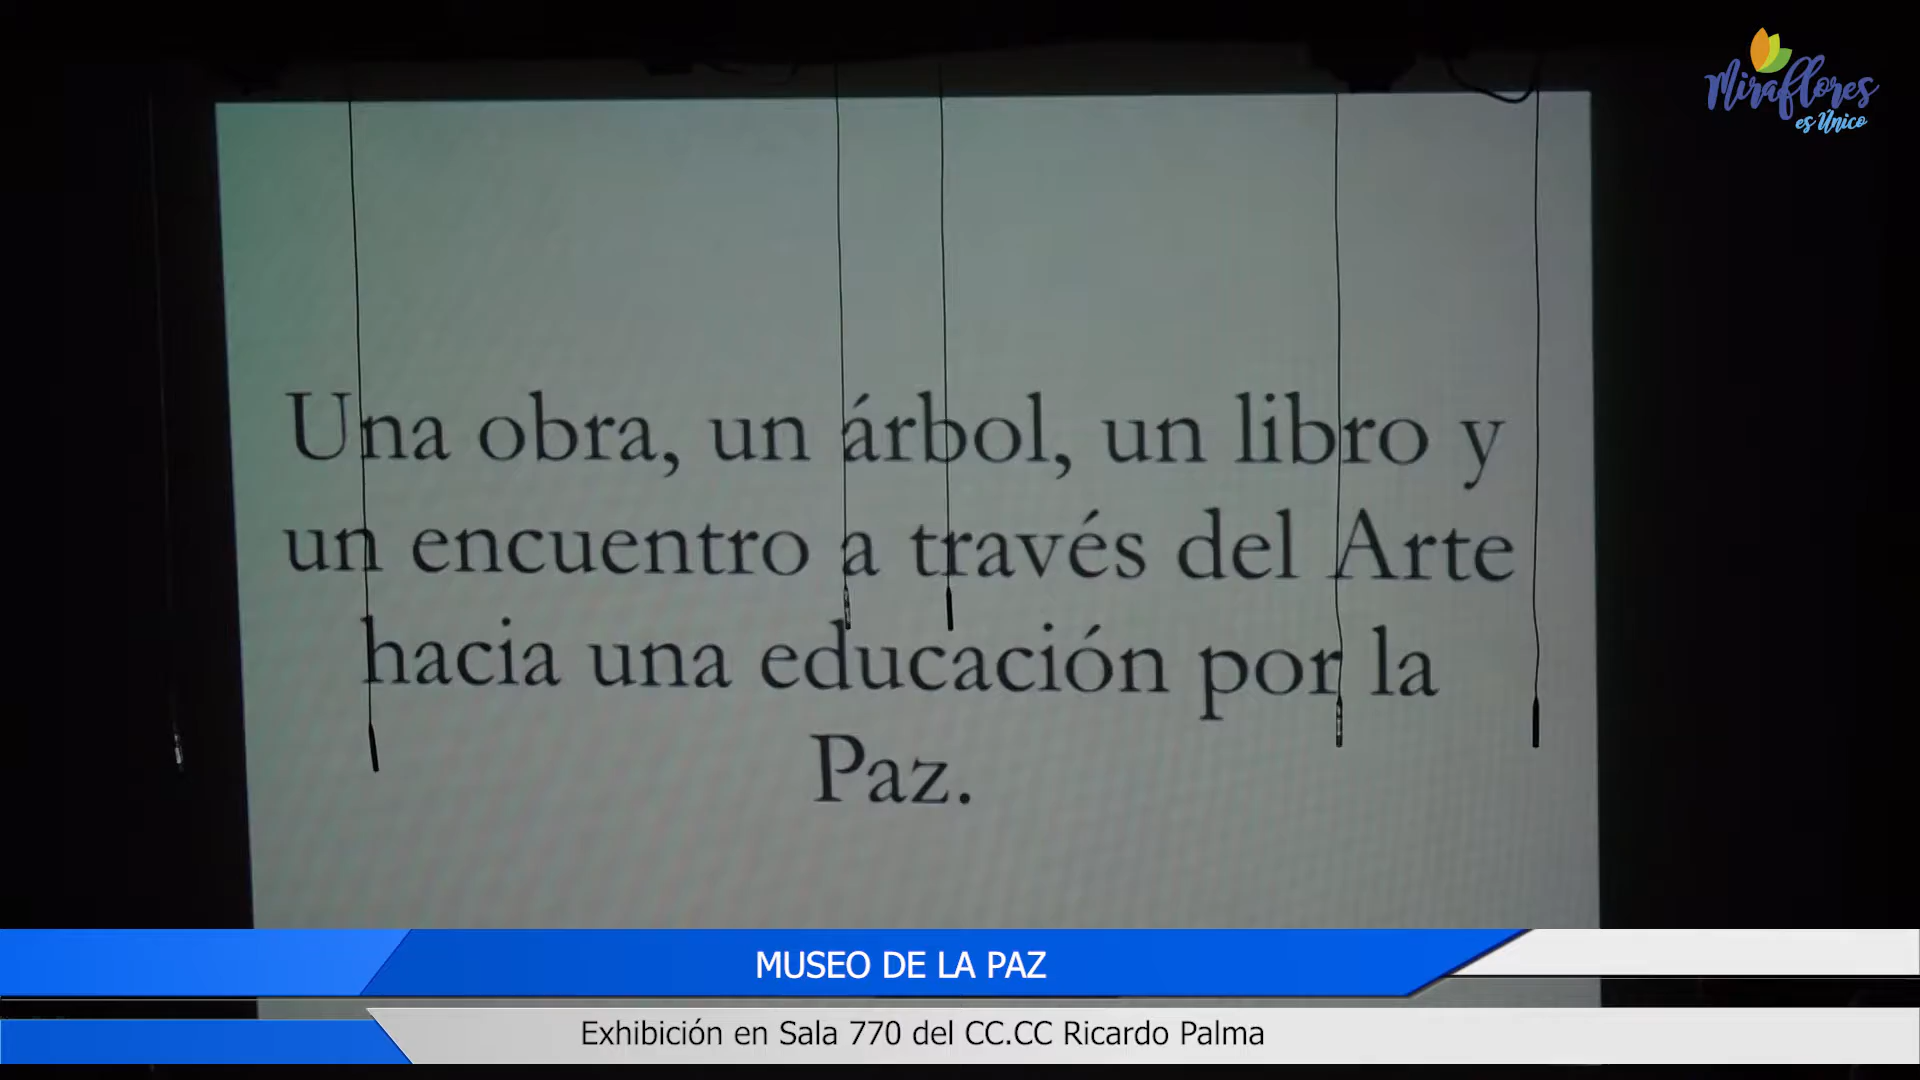 Miraflores
es Único
Una obra, un árbol, un libro y
un encuentro a través del Arte
hacia una educación por la
Paz.
MUSEO DE LA PAZ
Exhibición en Sala 770 del CC.CC Ricardo Palma